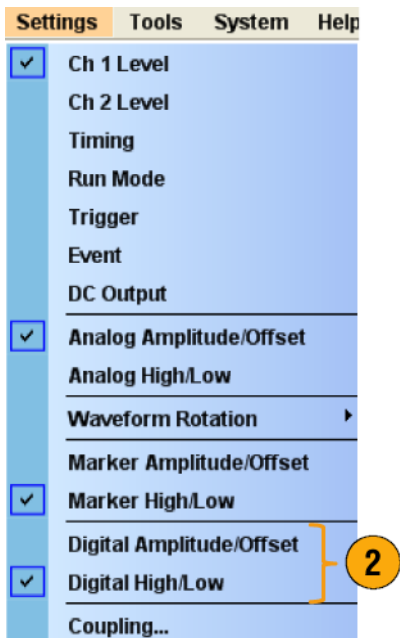 Settings Tools System Help
Ch 1 Level
Ch 2 Level
Timing
Run Mode
Trigger
Event
DC Output
Analog Amplitude/Offset
Analog High/Low
Waveform Rotation
Marker Amplitude/Offset
Marker High/Low
Digital Amplitude/Offset
2
Digital High/Low
Coupling...